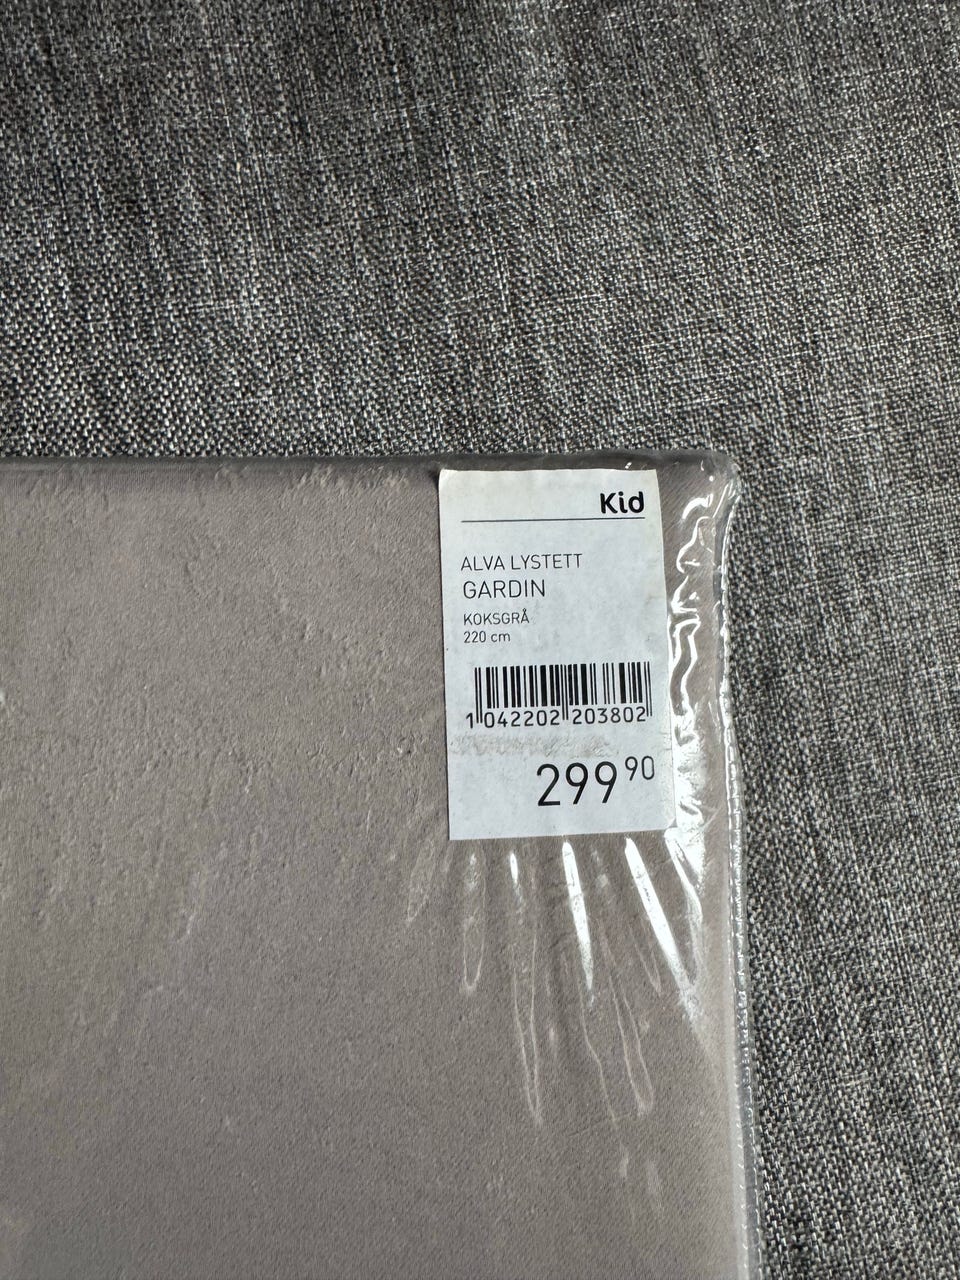 Kid
ALVA LYSTETT
GARDIN
KOKSGRÅ
220 cm
1 042202 203802
299 90